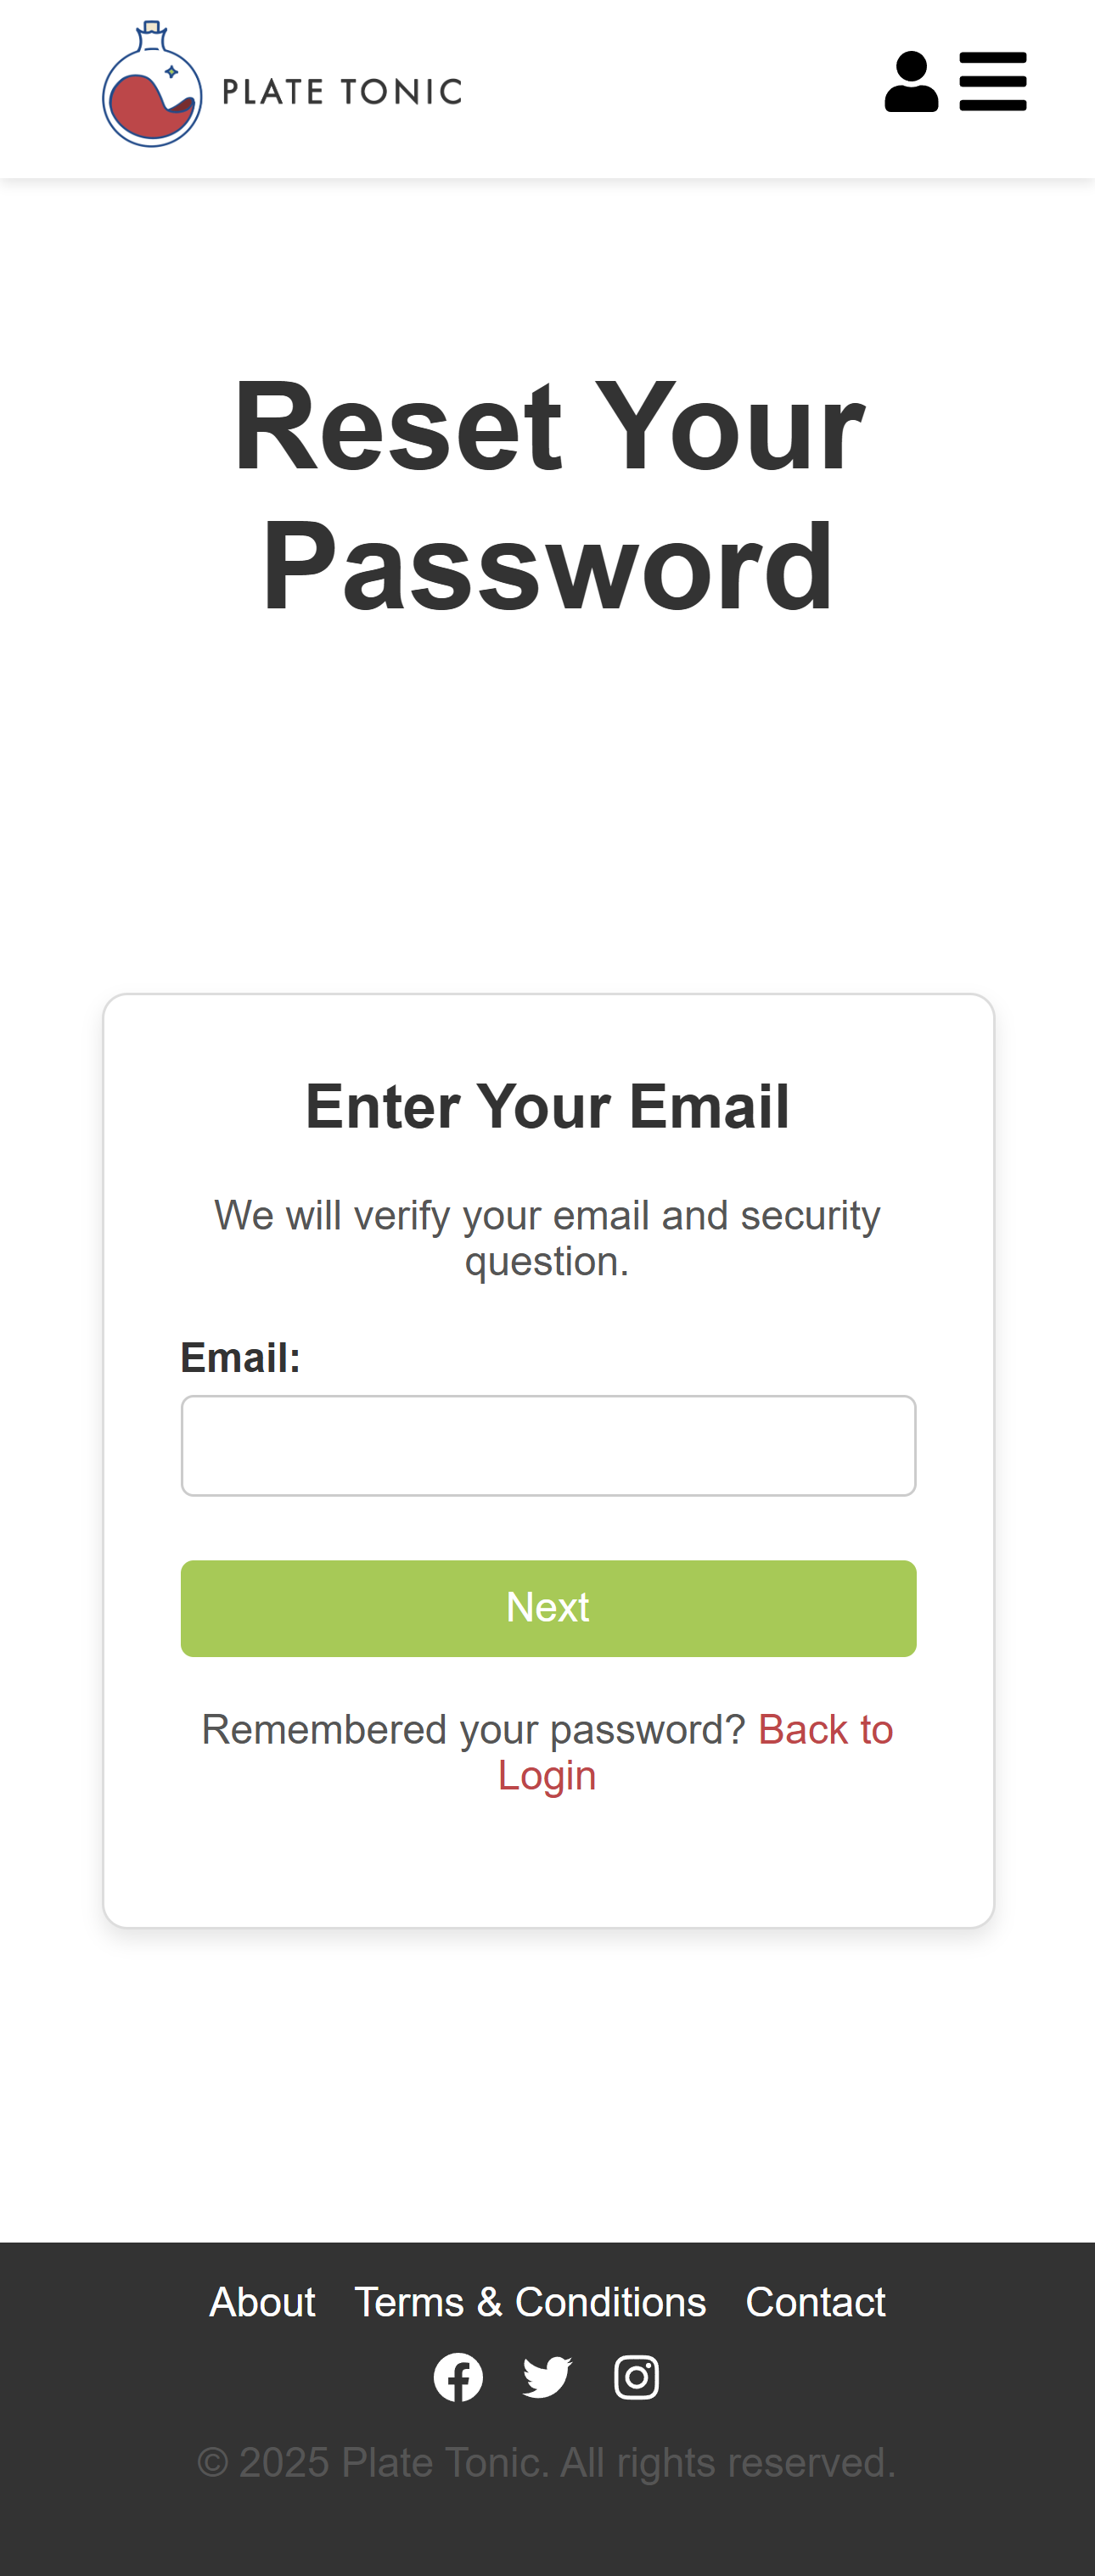 PLATE TONIC
Reset Your
Password
Enter Your Email
We will verify your email and security
question.
Email:
Next
Remembered your password? Back to
Login
About Terms & Conditions Contact
© 2025 Plate Tonic. All rights reserved.